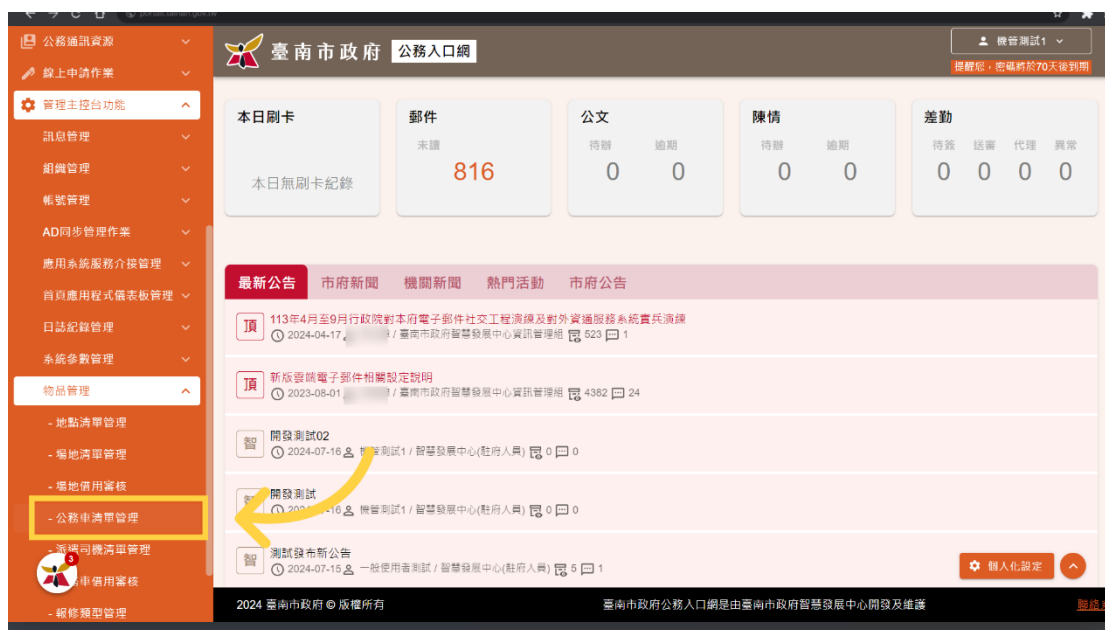 portal.tainan.gov.tw
公務通訊資源
線上申請作業
管理主控台功能
訊息管理
組織管理
帳號管理
AD同步管理作業
應用系統服務介接管理
首頁應用程式儀表板管理
日誌紀錄管理
系統參數管理
物品管理
- 地點清單管理
- 場地清單管理
- 場地借用審核
- 公務車清單管理
- 派遣司機清單管理
車借用審核
- 報修類型管理
3
臺南市政府 公務入口網
機管測試1
提醒您，密碼將於70天後到期
本日刷卡
本日無刷卡紀錄
郵件
未讀
816
公文
待辦 逾期
0 0
陳情
待辦 逾期
0 0
差勤
待簽 送審 代理 異常
0 0 0 0
最新公告 市府新聞 機關新聞 熱門活動 市府公告
頂 113年4月至9月行政院對本府電子郵件社交工程演練及對外資通服務系統實兵演練
2024-04-17 / 臺南市政府智慧發展中心資訊管理組 523 1
頂 新版雲端電子郵件相關設定說明
2023-08-01 / 臺南市政府智慧發展中心資訊管理組 4382 24
智 開發測試02
2024-07-16 機管測試1 / 智慧發展中心(駐府人員) 0 0
智 開發測試
2024-07-16 機管測試1 / 智慧發展中心(駐府人員) 0 0
智 測試發布新公告
2024-07-15 一般使用者測試 / 智慧發展中心(駐府人員) 5 1
個人化設定
2024 臺南市政府 © 版權所有
臺南市政府公務入口網是由臺南市政府智慧發展中心開發及維護
聯絡